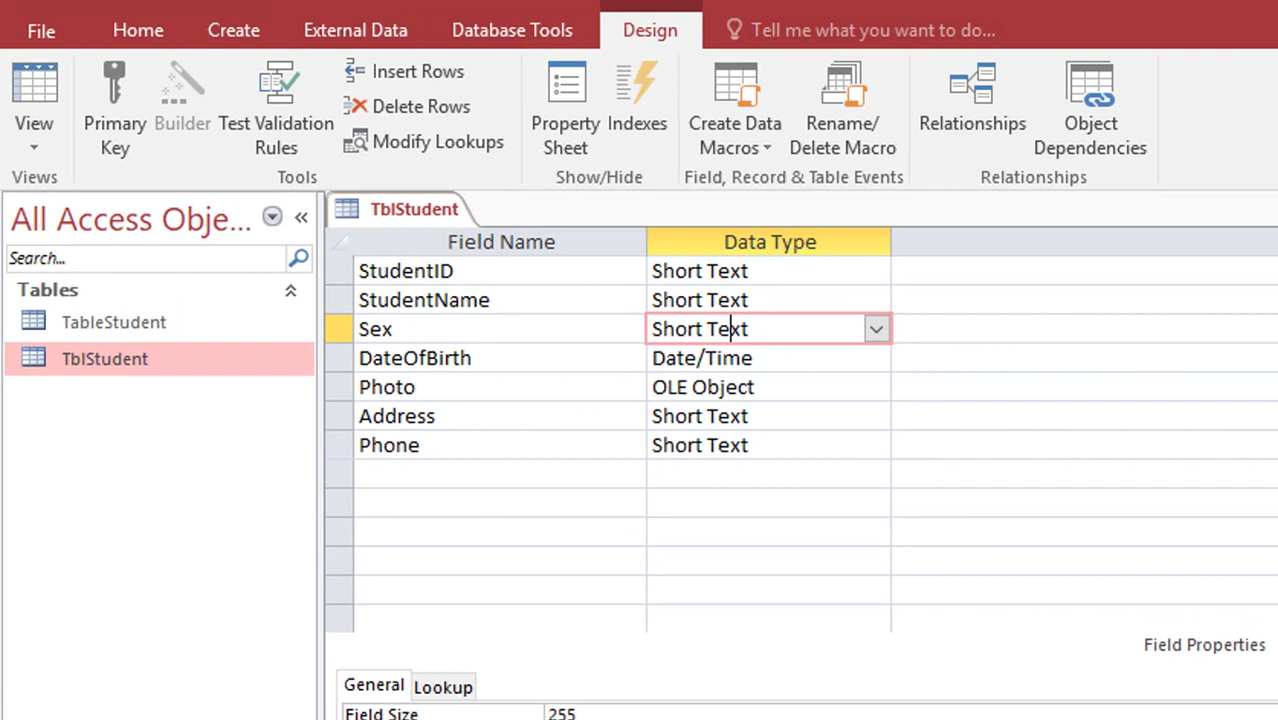 File Home Create External Data Database Tools Design Tell me what you want to do...
View
Primary Key
Builder
Test Validation Rules
Insert Rows
Delete Rows
Modify Lookups
Property Sheet
Indexes
Create Data Macros
Rename/ Delete Macro
Relationships
Object Dependencies
Views Tools Show/Hide Field, Record & Table Events Relationships
All Access Obje...
Search...
Tables
TableStudent
TblStudent
TblStudent
Field Name Data Type
StudentID Short Text
StudentName Short Text
Sex Short Text
DateOfBirth Date/Time
Photo OLE Object
Address Short Text
Phone Short Text
Field Properties
General Lookup
Field Size 255